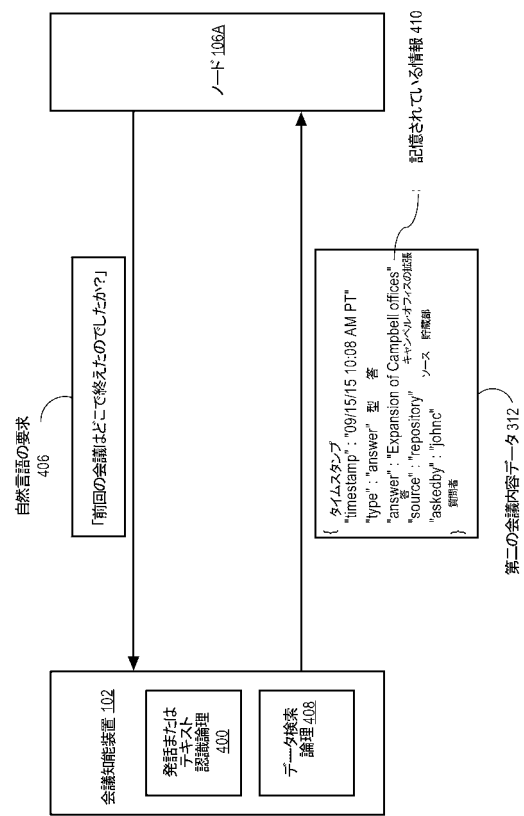 自然言語の要求
406
「前回の会議はどこで終えたのでしたか?」
会議知能装置 102
発話または
テキスト
認識論理
400
データ検索
論理 408
ノード 106A
{ タイムスタンプ
"timestamp" : "09/15/15 10:08 AM PT"
"type" : "answer" 型 答
"answer" : "Expansion of Campbell offices"
答 キャンベル・オフィスの拡張
"source" : "repository" ソース 貯蔵部
"askedby" : "johnc"
質問者
}
記憶されている情報 410
第二の会議内容データ 312